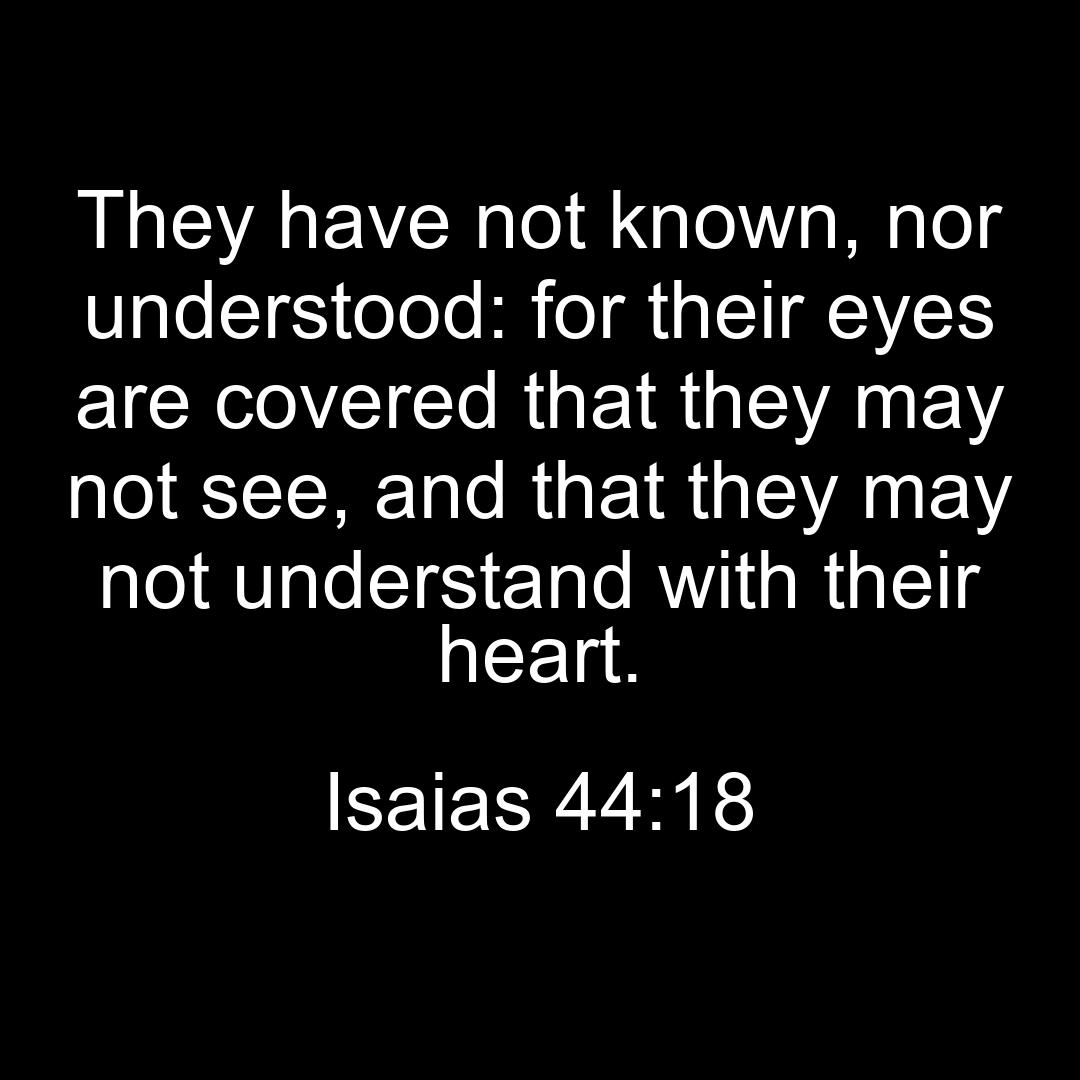 They have not known, nor
understood: for their eyes
are covered that they may
not see, and that they may
not understand with their
heart.
Isaias 44:18